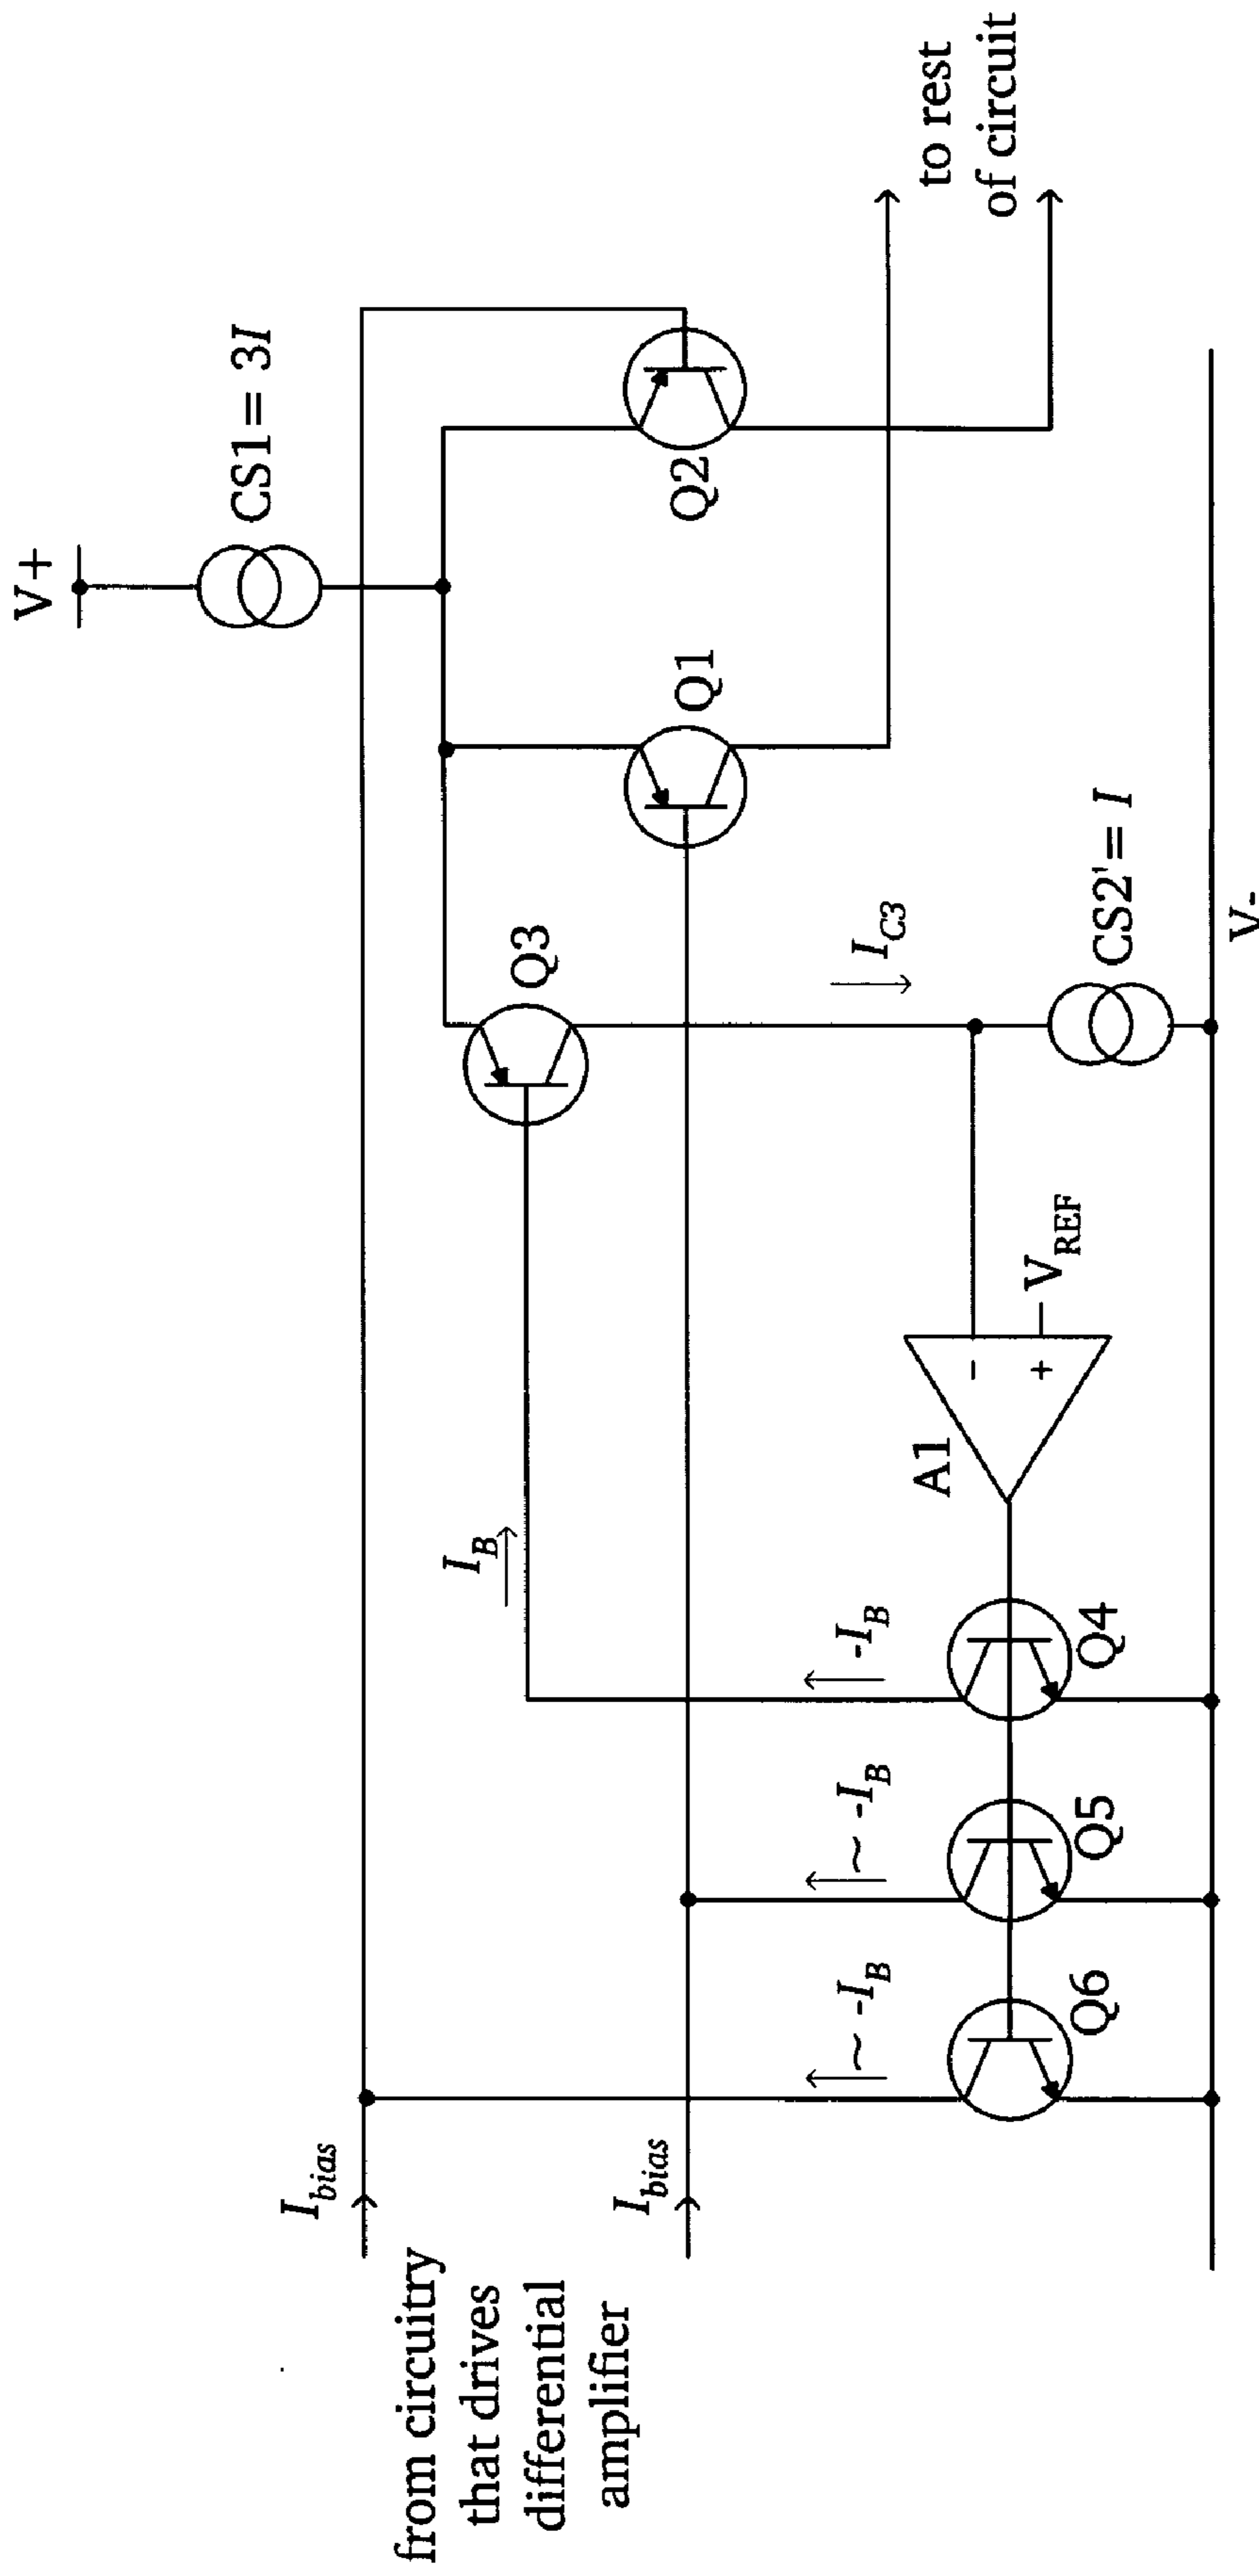 V+
CS1 = 3I
Q2
Q1
to rest
of circuit
Q3
I_C3
CS2' = I
V-
I_B
V_REF
-
+
A1
-I_B
Q4
~ -I_B
Q5
~ -I_B
Q6
I_bias
I_bias
from circuitry
that drives
differential
amplifier